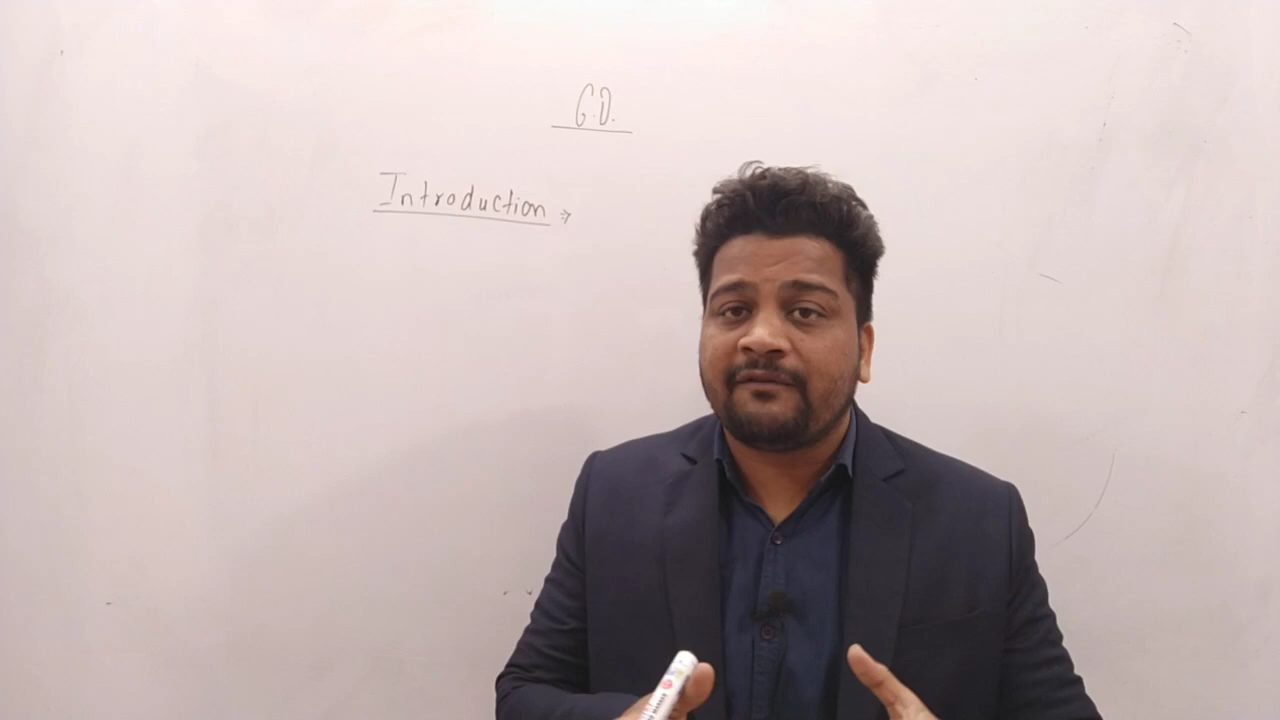 G.D.
Introduction ⇒